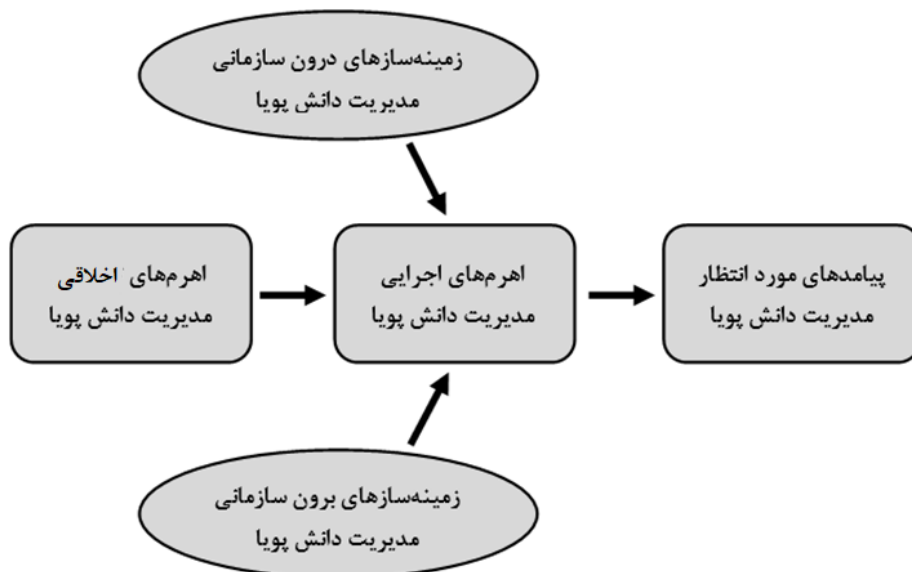 زمینه‌سازهای درون سازمانی
مدیریت دانش پویا
پیامدهای مورد انتظار
مدیریت دانش پویا
اهرم‌های اجرایی
مدیریت دانش پویا
اهرم‌های اخلاقی
مدیریت دانش پویا
زمینه‌سازهای برون سازمانی
مدیریت دانش پویا